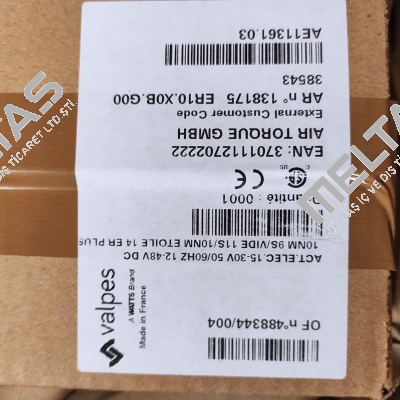 valpes
A WATTS Brand
Made in France
OF n°488344/004
ACT.ELEC.15-30V 50/60HZ 12-48V DC
10NM 9S/VIDE 11S/10NM ETOILE 14 ER PLUS
Quantité : 0001
EAN: 3701112702222
AIR TORQUE GMBH
External Customer Code
AR n° 138175 ER10.X0B.G00
38543
AE11361.03
MELTAS